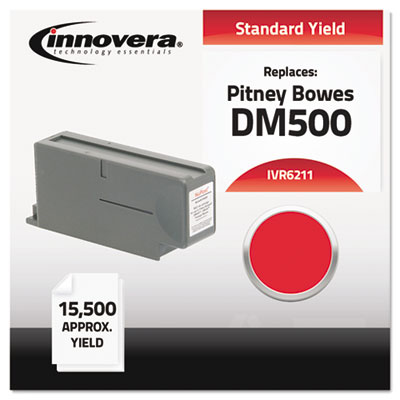 innovera
technology essentials
Standard Yield
Replaces:
Pitney Bowes
DM500
IVR6211
15,500
APPROX.
YIELD